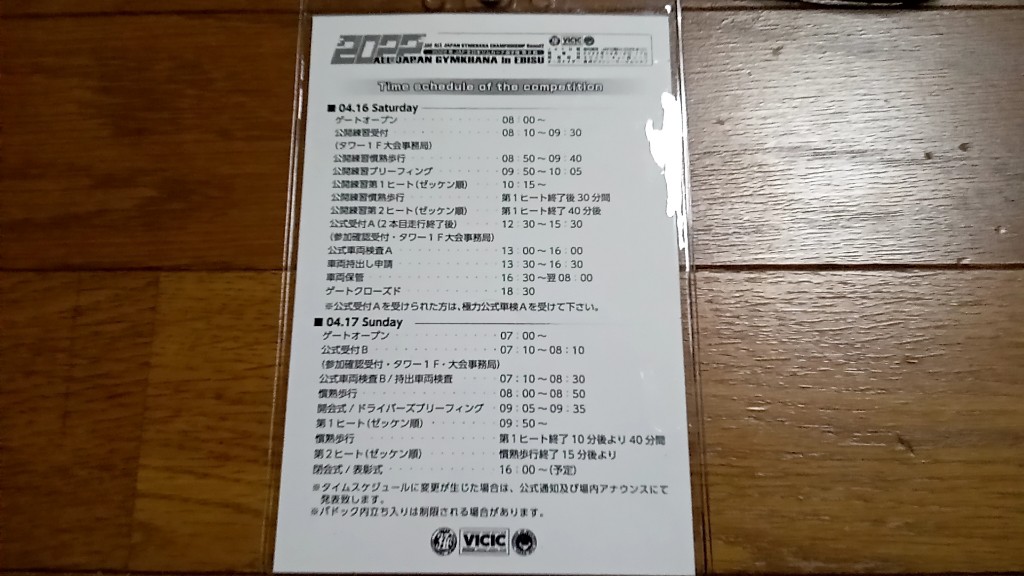 2022 JAF ALL JAPAN GYMKHANA CHAMPIONSHIP Round2
ALL JAPAN GYMKHANA in EBISU
VICIC
Time schedule of the competition
■ 04.16 Saturday
ゲートオープン 08:00～
公開練習受付 08:10～09:30
(タワー1F大会事務局)
公開練習慣熟歩行 08:50～09:40
公開練習ブリーフィング 09:50～10:05
公開練習第1ヒート(ゼッケン順) 10:15～
公開練習慣熟歩行 第1ヒート終了後30分間
公開練習第2ヒート(ゼッケン順) 第1ヒート終了40分後
公式受付A(2本目走行終了後) 12:30～15:30
(参加確認受付・タワー1F大会事務局)
公式車両検査A 13:00～16:00
車両持出し申請 13:30～16:30
車両保管 16:30～翌08:00
ゲートクローズド 18:30
※公式受付Aを受けられた方は、極力公式車検Aを受けて下さい。
■ 04.17 Sunday
ゲートオープン 07:00～
公式受付B 07:10～08:10
(参加確認受付・タワー1F・大会事務局)
公式車両検査B/持出車両検査 07:10～08:30
慣熟歩行 08:00～08:50
開会式/ドライバーズブリーフィング 09:05～09:35
第1ヒート(ゼッケン順) 09:50～
慣熟歩行 第1ヒート終了10分後より40分間
第2ヒート(ゼッケン順) 慣熟歩行終了15分後より
閉会式/表彰式 16:00～(予定)
※タイムスケジュールに変更が生じた場合は、公式通知及び場内アナウンスにて
発表致します。
※パドック内立ち入りは制限される場合があります。
VICIC